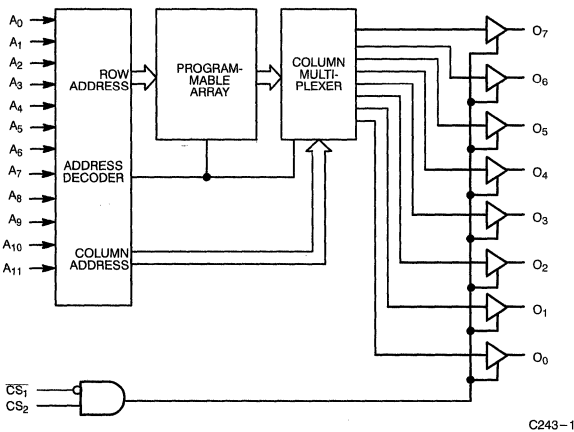 A0
A1
A2
A3
A4
A5
A6
A7
A8
A9
A10
A11
ROW
ADDRESS
ADDRESS
DECODER
COLUMN
ADDRESS
PROGRAM-
MABLE
ARRAY
COLUMN
MULTI-
PLEXER
O7
O6
O5
O4
O3
O2
O1
O0
C̅S̅1
CS2
C243-1